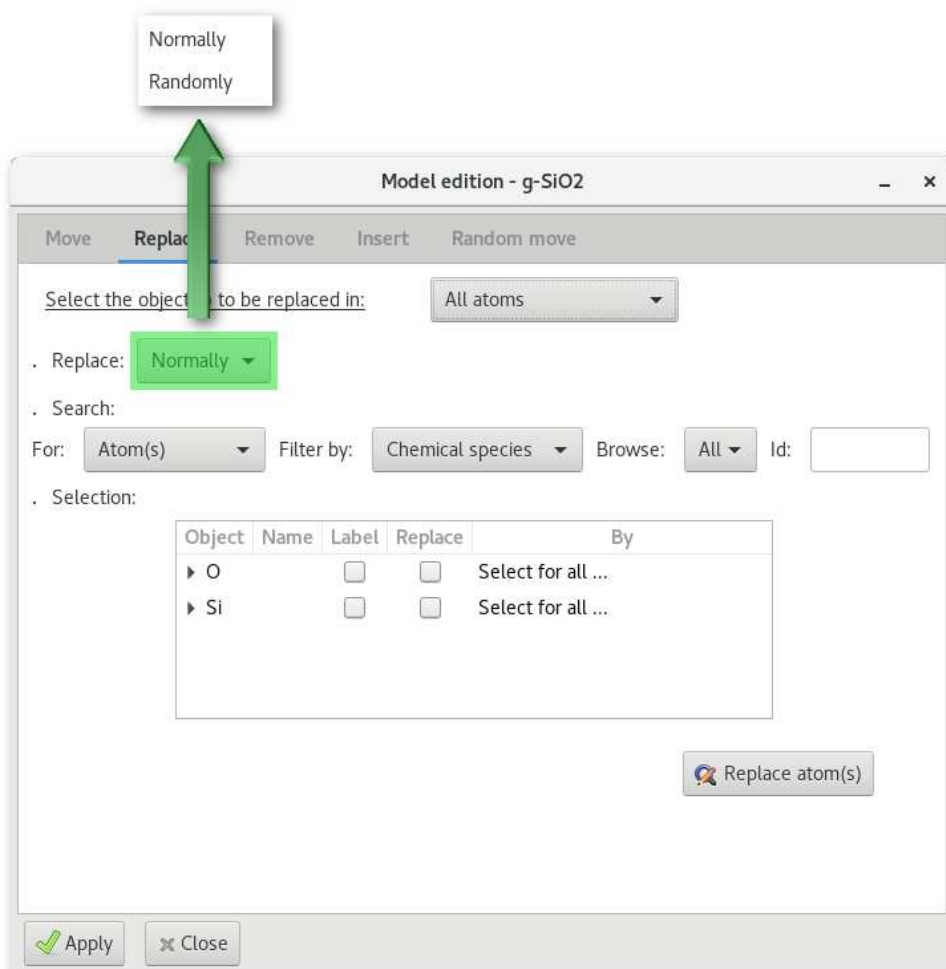 Normally
Randomly
Model edition - g-SiO2
Move Replace Remove Insert Random move
Select the object to be replaced in: All atoms
. Replace: Normally
. Search:
For: Atom(s) Filter by: Chemical species Browse: All Id:
. Selection:
Object Name Label Replace By
O Select for all ...
Si Select for all ...
Replace atom(s)
Apply Close